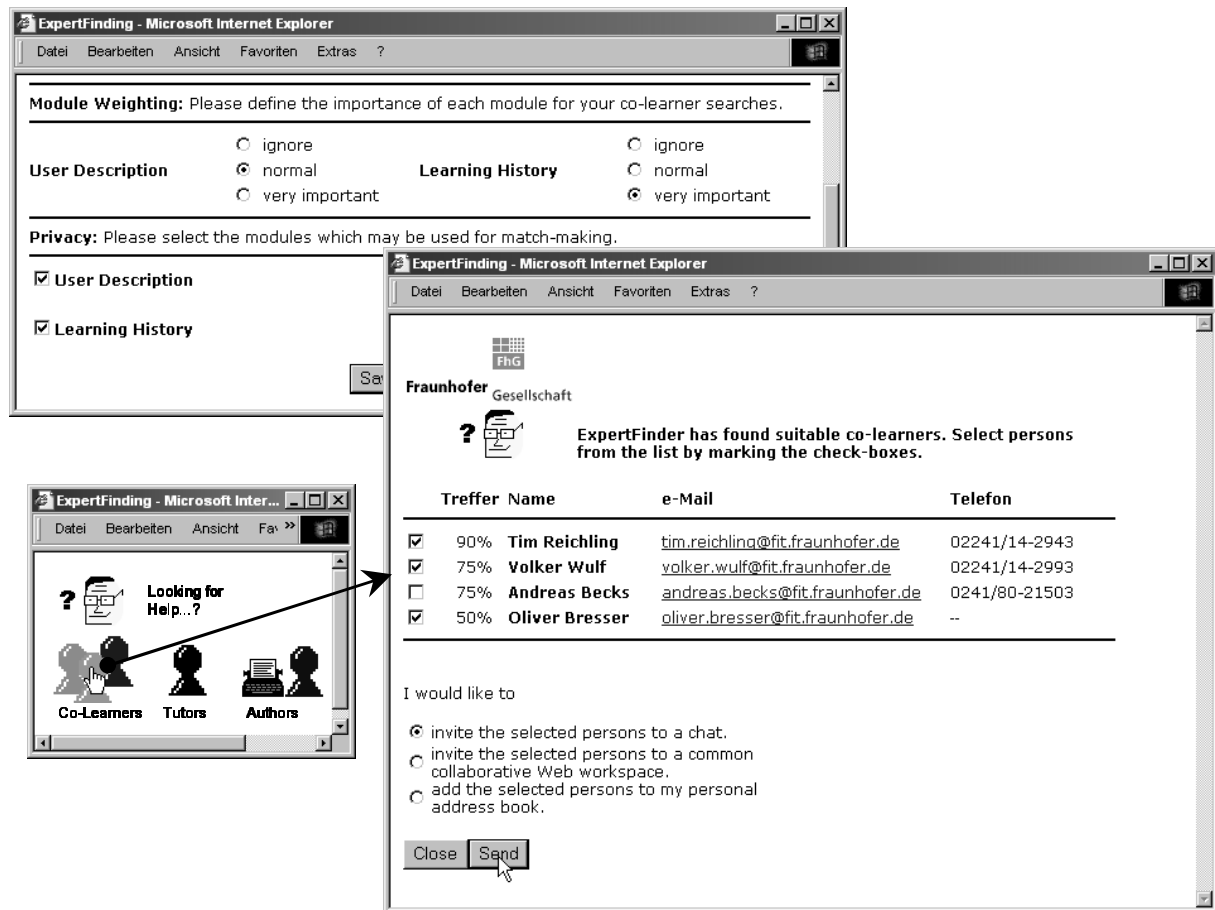 ExpertFinding - Microsoft Internet Explorer
Datei Bearbeiten Ansicht Favoriten Extras ?
Module Weighting: Please define the importance of each module for your co-learner searches.
User Description
ignore
normal
very important
Learning History
ignore
normal
very important
Privacy: Please select the modules which may be used for match-making.
User Description
Learning History
ExpertFinding - Microsoft Inter...
Datei Bearbeiten Ansicht »
? Looking for
Help...?
Co-Learners Tutors Authors
ExpertFinding - Microsoft Internet Explorer
Datei Bearbeiten Ansicht Favoriten Extras ?
FhG
Fraunhofer Gesellschaft
?
ExpertFinder has found suitable co-learners. Select persons
from the list by marking the check-boxes.
Treffer Name e-Mail Telefon
90% Tim Reichling tim.reichling@fit.fraunhofer.de 02241/14-2943
75% Volker Wulf volker.wulf@fit.fraunhofer.de 02241/14-2993
75% Andreas Becks andreas.becks@fit.fraunhofer.de 0241/80-21503
50% Oliver Bresser oliver.bresser@fit.fraunhofer.de --
I would like to
invite the selected persons to a chat.
invite the selected persons to a common
collaborative Web workspace.
add the selected persons to my personal
address book.
Close Send